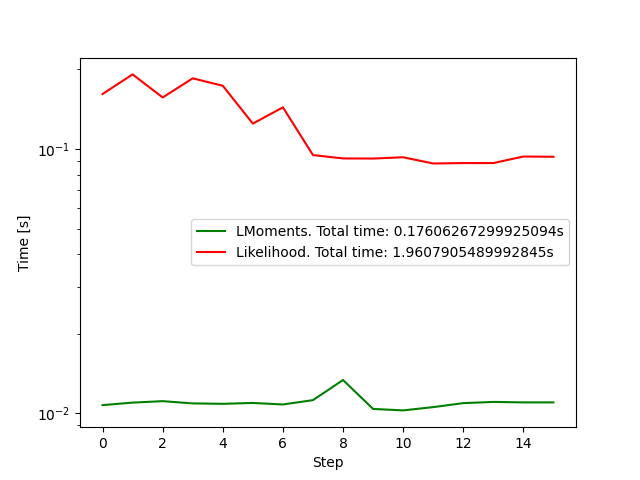 10⁻¹
10⁻²
Time [s]
LMoments. Total time: 0.17606267299925094s
Likelihood. Total time: 1.9607905489992845s
0 2 4 6 8 10 12 14
Step